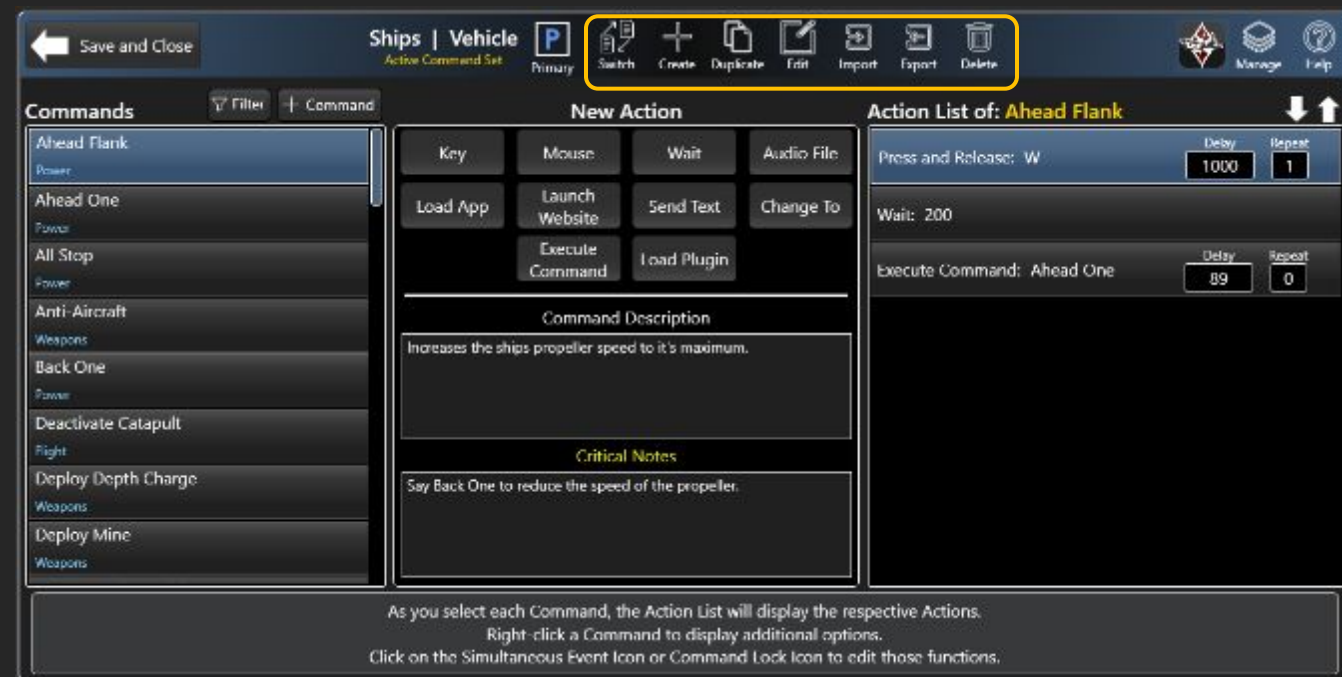 Save and Close
Ships | Vehicle
Active Command Set
P
Primary
Switch
Create
Duplicate
Edit
Import
Export
Delete
Manage
Help
Commands
Filter
+ Command
Ahead Flank
Power
Ahead One
Power
All Stop
Power
Anti-Aircraft
Weapons
Back One
Power
Deactivate Catapult
Flight
Deploy Depth Charge
Weapons
Deploy Mine
Weapons
New Action
Key
Mouse
Wait
Audio File
Load App
Launch
Website
Send Text
Change To
Execute
Command
Load Plugin
Command Description
Increases the ships propeller speed to it's maximum.
Critical Notes
Say Back One to reduce the speed of the propeller.
Action List of: Ahead Flank
Press and Release: W
Delay
1000
Repeat
1
Wait: 200
Execute Command: Ahead One
Delay
89
Repeat
0
As you select each Command, the Action List will display the respective Actions.
Right-click a Command to display additional options.
Click on the Simultaneous Event Icon or Command Lock Icon to edit those functions.